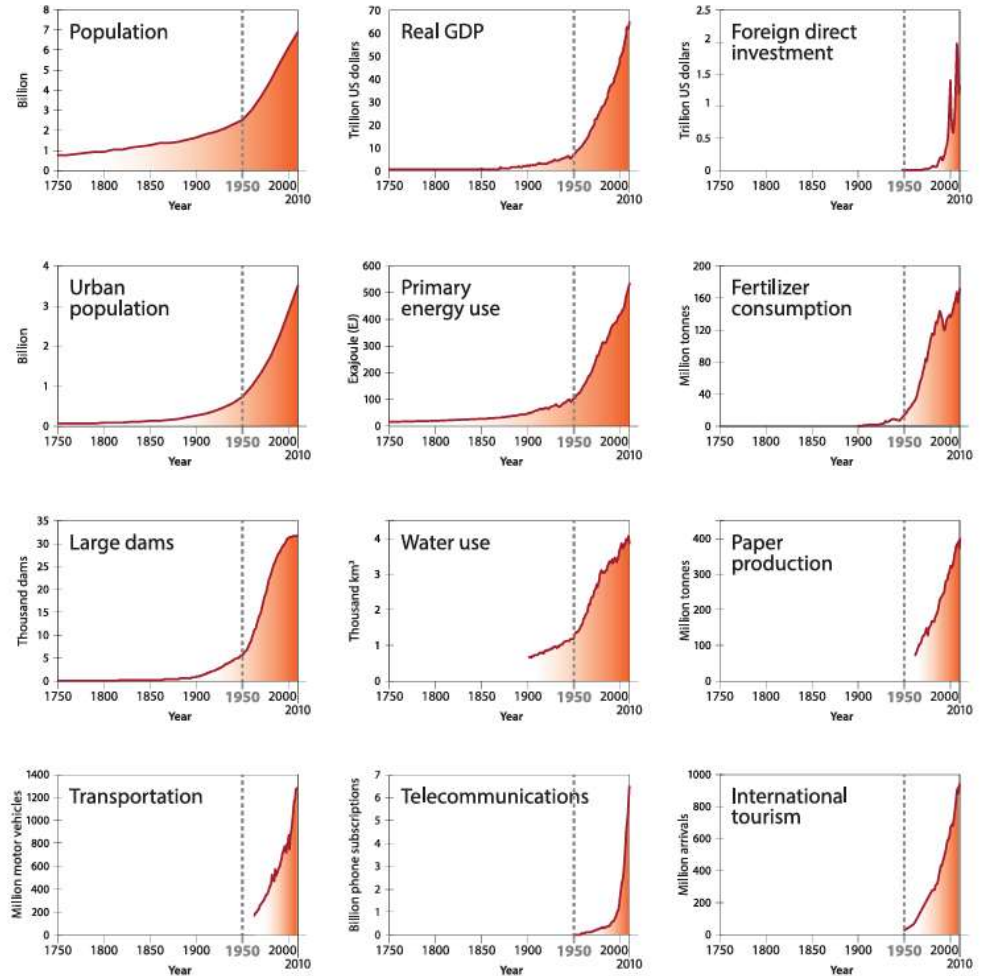 Population
Billion
8
7
6
5
4
3
2
1
0
1750 1800 1850 1900 1950 2000
2010
Year
Real GDP
Trillion US dollars
70
60
50
40
30
20
10
0
1750 1800 1850 1900 1950 2000
2010
Year
Foreign direct
investment
Trillion US dollars
2.5
2
1.5
1
0.5
0
1750 1800 1850 1900 1950 2000
2010
Year
Urban
population
Billion
4
3
2
1
0
1750 1800 1850 1900 1950 2000
2010
Year
Primary
energy use
Exajoule (EJ)
600
500
400
300
200
100
0
1750 1800 1850 1900 1950 2000
2010
Year
Fertilizer
consumption
Million tonnes
200
160
120
80
40
0
1750 1800 1850 1900 1950 2000
2010
Year
Large dams
Thousand dams
35
30
25
20
15
10
5
0
1750 1800 1850 1900 1950 2000
2010
Year
Water use
Thousand km³
4
3
2
1
0
1750 1800 1850 1900 1950 2000
2010
Year
Paper
production
Million tonnes
400
300
200
100
0
1750 1800 1850 1900 1950 2000
2010
Year
Transportation
Million motor vehicles
1400
1200
1000
800
600
400
200
0
1750 1800 1850 1900 1950 2000
2010
Year
Telecommunications
Billion phone subscriptions
7
6
5
4
3
2
1
0
1750 1800 1850 1900 1950 2000
2010
Year
International
tourism
Million arrivals
1000
800
600
400
200
0
1750 1800 1850 1900 1950 2000
2010
Year